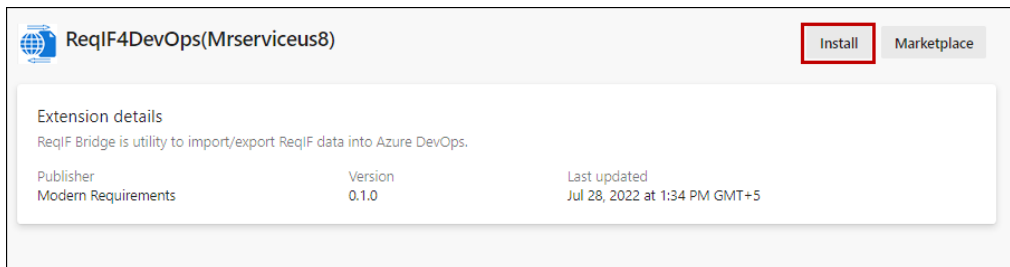 ReqIF4DevOps(Mrserviceus8)
Install Marketplace
Extension details
ReqIF Bridge is utility to import/export ReqIF data into Azure DevOps.
Publisher Version Last updated
Modern Requirements 0.1.0 Jul 28, 2022 at 1:34 PM GMT+5